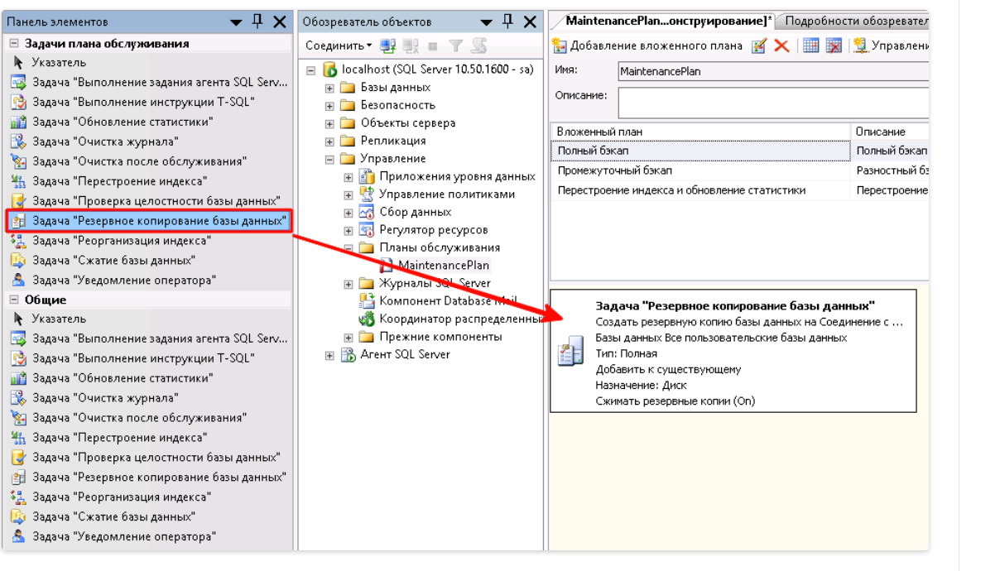 Панель элементов
Задачи плана обслуживания
Указатель
Задача "Выполнение задания агента SQL Serv...
Задача "Выполнение инструкции T-SQL"
Задача "Обновление статистики"
Задача "Очистка журнала"
Задача "Очистка после обслуживания"
Задача "Перестроение индекса"
Задача "Проверка целостности базы данных"
Задача "Резервное копирование базы данных"
Задача "Реорганизация индекса"
Задача "Сжатие базы данных"
Задача "Уведомление оператора"
Общие
Указатель
Задача "Выполнение задания агента SQL Serv...
Задача "Выполнение инструкции T-SQL"
Задача "Обновление статистики"
Задача "Очистка журнала"
Задача "Очистка после обслуживания"
Задача "Перестроение индекса"
Задача "Проверка целостности базы данных"
Задача "Резервное копирование базы данных"
Задача "Реорганизация индекса"
Задача "Сжатие базы данных"
Задача "Уведомление оператора"
Обозреватель объектов
Соединить
localhost (SQL Server 10.50.1600 - sa)
Базы данных
Безопасность
Объекты сервера
Репликация
Управление
Приложения уровня данных
Управление политиками
Сбор данных
Регулятор ресурсов
Планы обслуживания
MaintenancePlan
Журналы SQL Server
Компонент Database Mail
Координатор распределенны
Прежние компоненты
Агент SQL Server
MaintenancePlan...онструирование]* Подробности обозревател
Добавление вложенного плана Управлени
Имя: MaintenancePlan
Описание:
Вложенный план Описание
Полный бэкап Полный бэкап
Промежуточный бэкап Разностный бэ
Перестроение индекса и обновление статистики Перестроение
Задача "Резервное копирование базы данных"
Создать резервную копию базы данных на Соединение с ...
Базы данных Все пользовательские базы данных
Тип: Полная
Добавить к существующему
Назначение: Диск
Сжимать резервные копии (On)